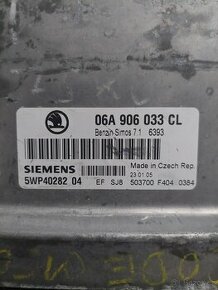 06A 906 033 CL
Benzin-Simos 7.1 6393
SIEMENS
Made in Czech Rep.
23 01 05
5WP40282 04
EF SJ8 503700 F404 0384